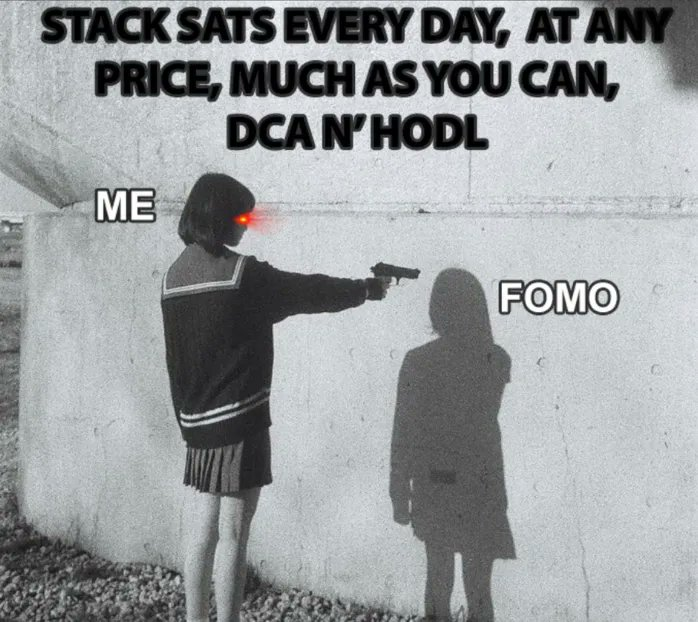 STACK SATS EVERY DAY, AT ANY
PRICE, MUCH AS YOU CAN,
DCA N' HODL
ME
FOMO